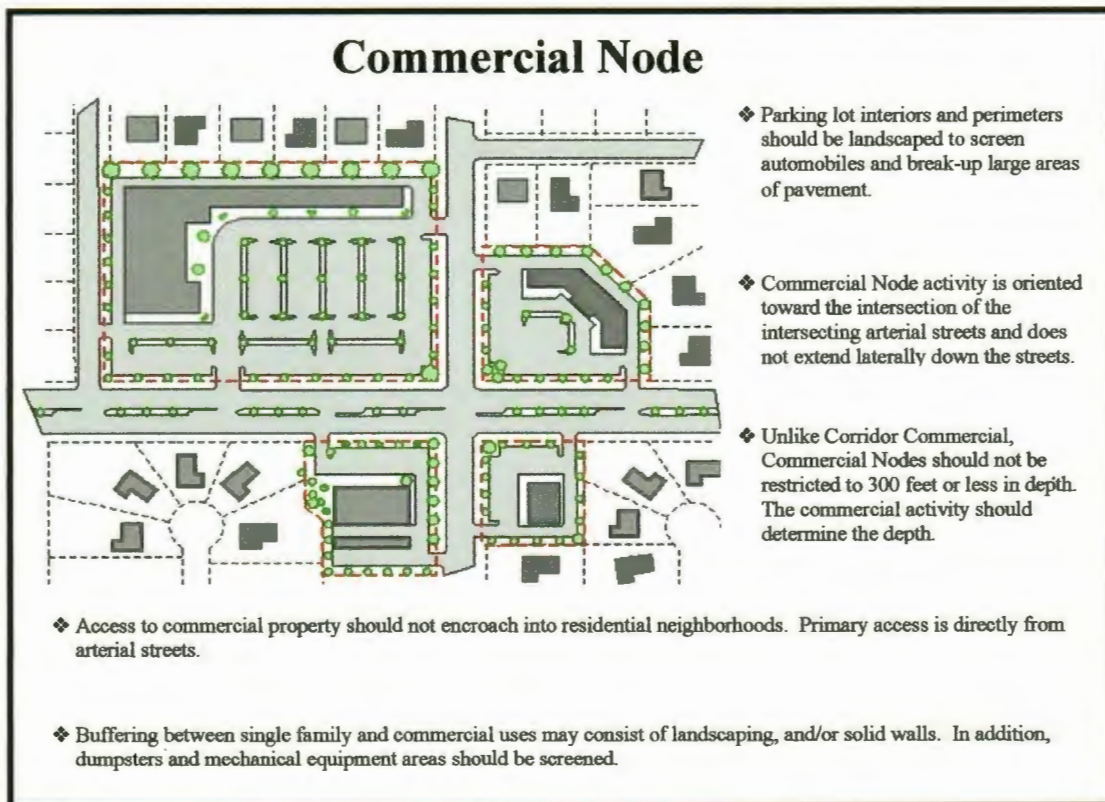 Commercial Node
❖ Parking lot interiors and perimeters
should be landscaped to screen
automobiles and break-up large areas
of pavement.
❖ Commercial Node activity is oriented
toward the intersection of the
intersecting arterial streets and does
not extend laterally down the streets.
❖ Unlike Corridor Commercial,
Commercial Nodes should not be
restricted to 300 feet or less in depth.
The commercial activity should
determine the depth.
❖ Access to commercial property should not encroach into residential neighborhoods. Primary access is directly from
arterial streets.
❖ Buffering between single family and commercial uses may consist of landscaping, and/or solid walls. In addition,
dumpsters and mechanical equipment areas should be screened.